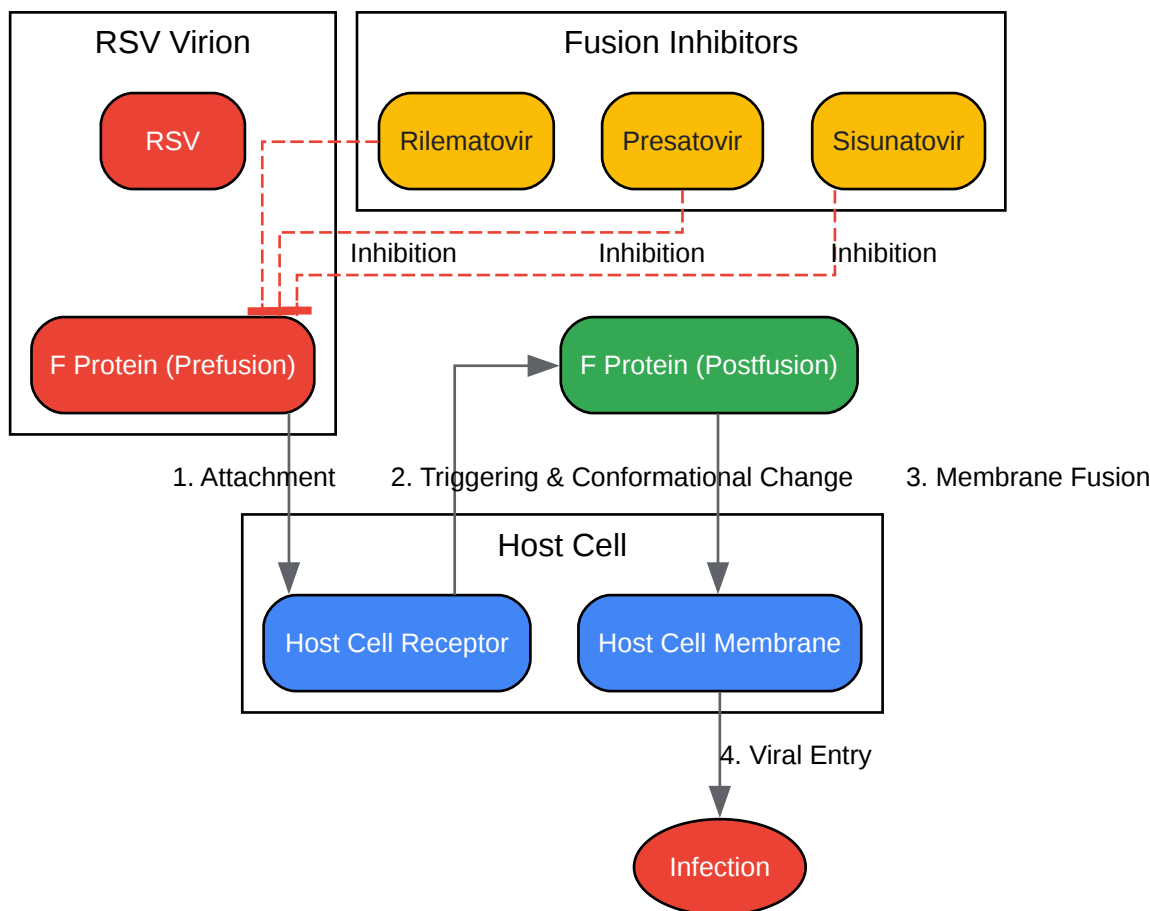 RSV Virion
Fusion Inhibitors
RSV
Rilematovir
Presatovir
Sisunatovir
Inhibition
Inhibition
Inhibition
F Protein (Prefusion)
F Protein (Postfusion)
1. Attachment
2. Triggering & Conformational Change
3. Membrane Fusion
Host Cell
Host Cell Receptor
Host Cell Membrane
4. Viral Entry
Infection